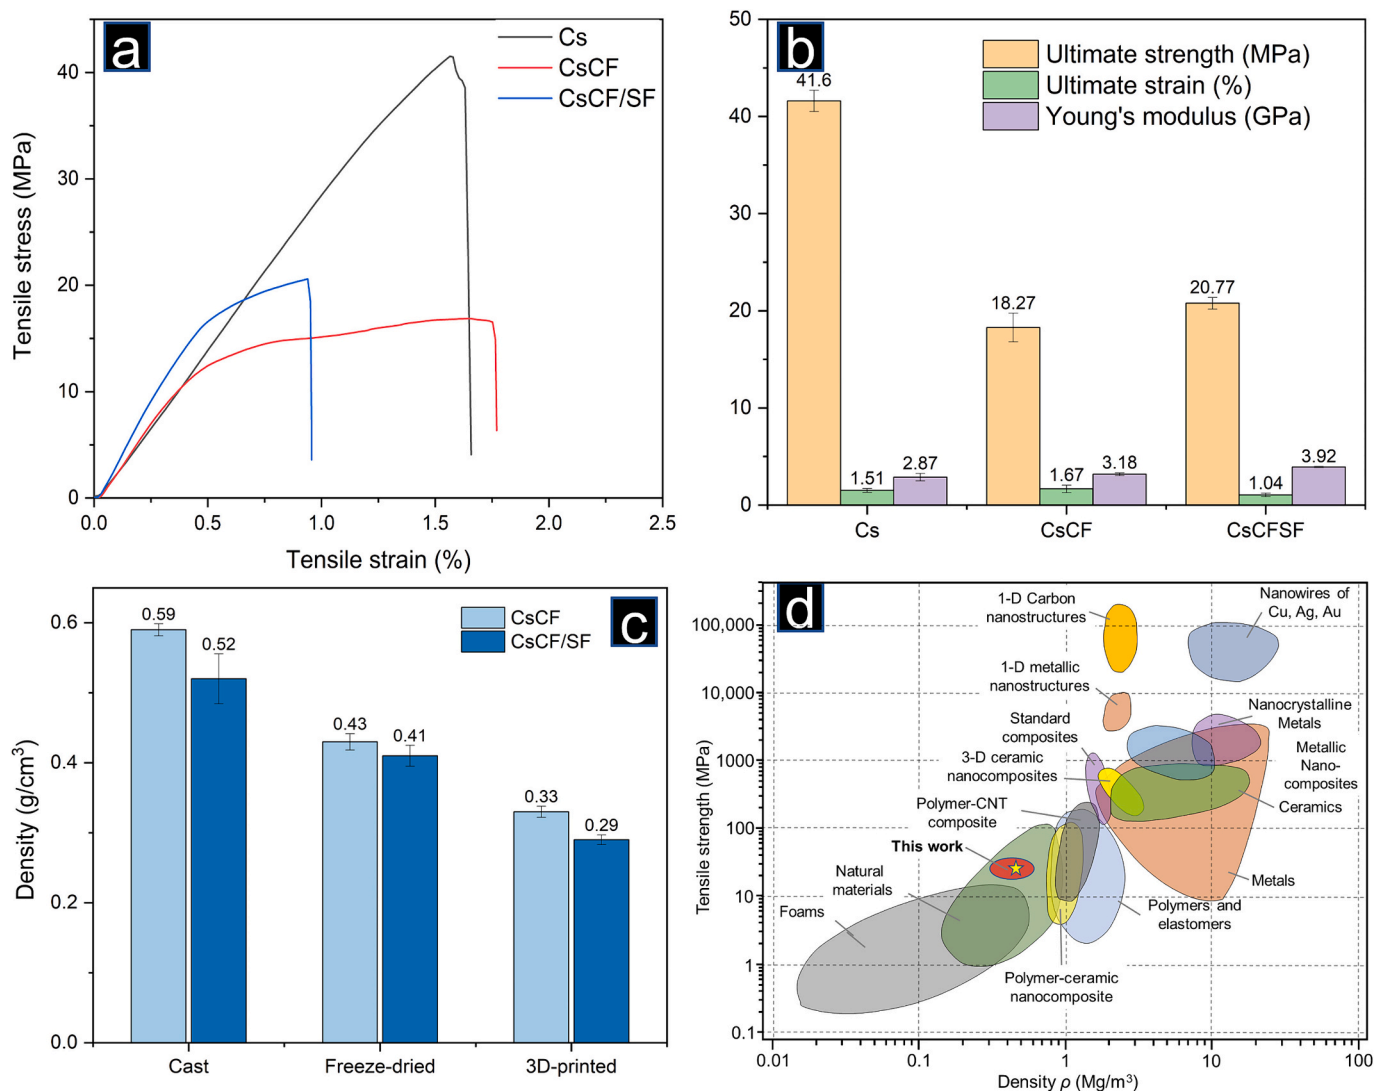 a
Cs
CsCF
CsCF/SF
40
30
20
10
0
0.0 0.5 1.0 1.5 2.0 2.5
Tensile stress (MPa)
Tensile strain (%)
b
Ultimate strength (MPa)
Ultimate strain (%)
Young's modulus (GPa)
50
40
30
20
10
0
41.6
1.51
2.87
18.27
1.67
3.18
20.77
1.04
3.92
Cs CsCF CsCFSF
c
CsCF
CsCF/SF
Density (g/cm³)
0.6
0.4
0.2
0.0
0.59
0.52
0.43
0.41
0.33
0.29
Cast Freeze-dried 3D-printed
d
Tensile strength (MPa)
100,000
10,000
1000
100
10
1
0.1
0.01 0.1 1 10 100
Density ρ (Mg/m³)
1-D Carbon
nanostructures
Nanowires of
Cu, Ag, Au
1-D metallic
nanostructures
Standard
composites
Nanocrystalline
Metals
3-D ceramic
nanocomposites
Metallic
Nano-
composites
Polymer-CNT
composite
Ceramics
This work
Natural
materials
Metals
Foams
Polymers and
elastomers
Polymer-ceramic
nanocomposite